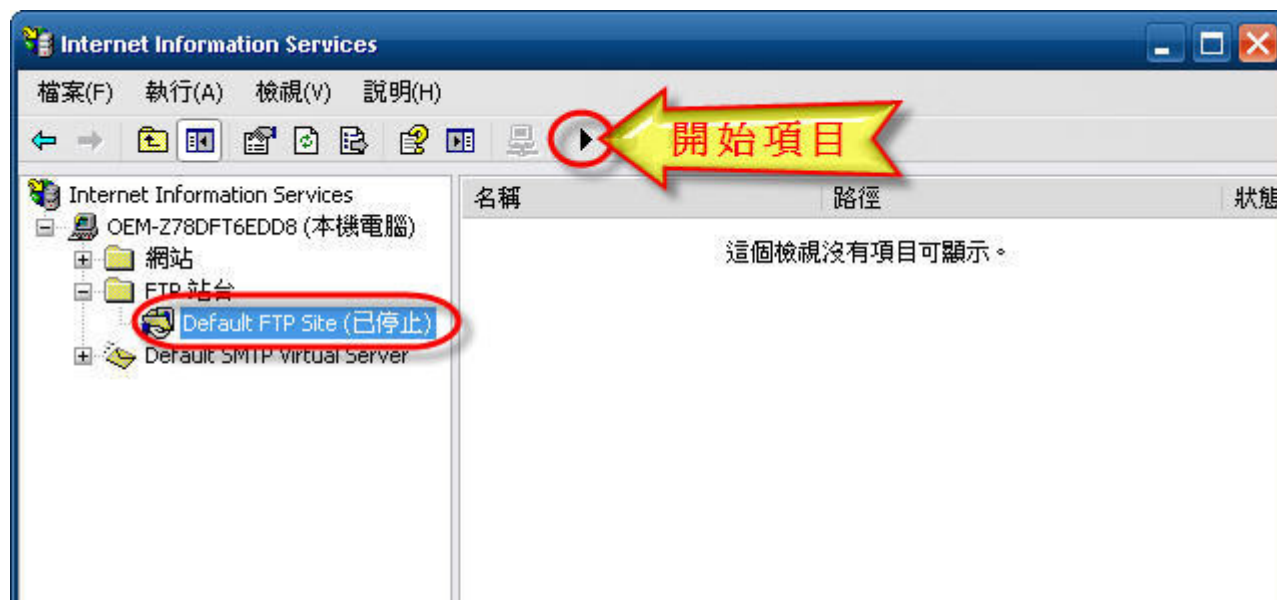 Internet Information Services
檔案(F) 執行(A) 檢視(V) 說明(H)
開始項目
Internet Information Services
名稱 路徑 狀態
OEM-Z78DFT6EDD8 (本機電腦)
這個檢視沒有項目可顯示。
網站
FTP 站台
Default FTP Site (已停止)
Default SMTP Virtual Server